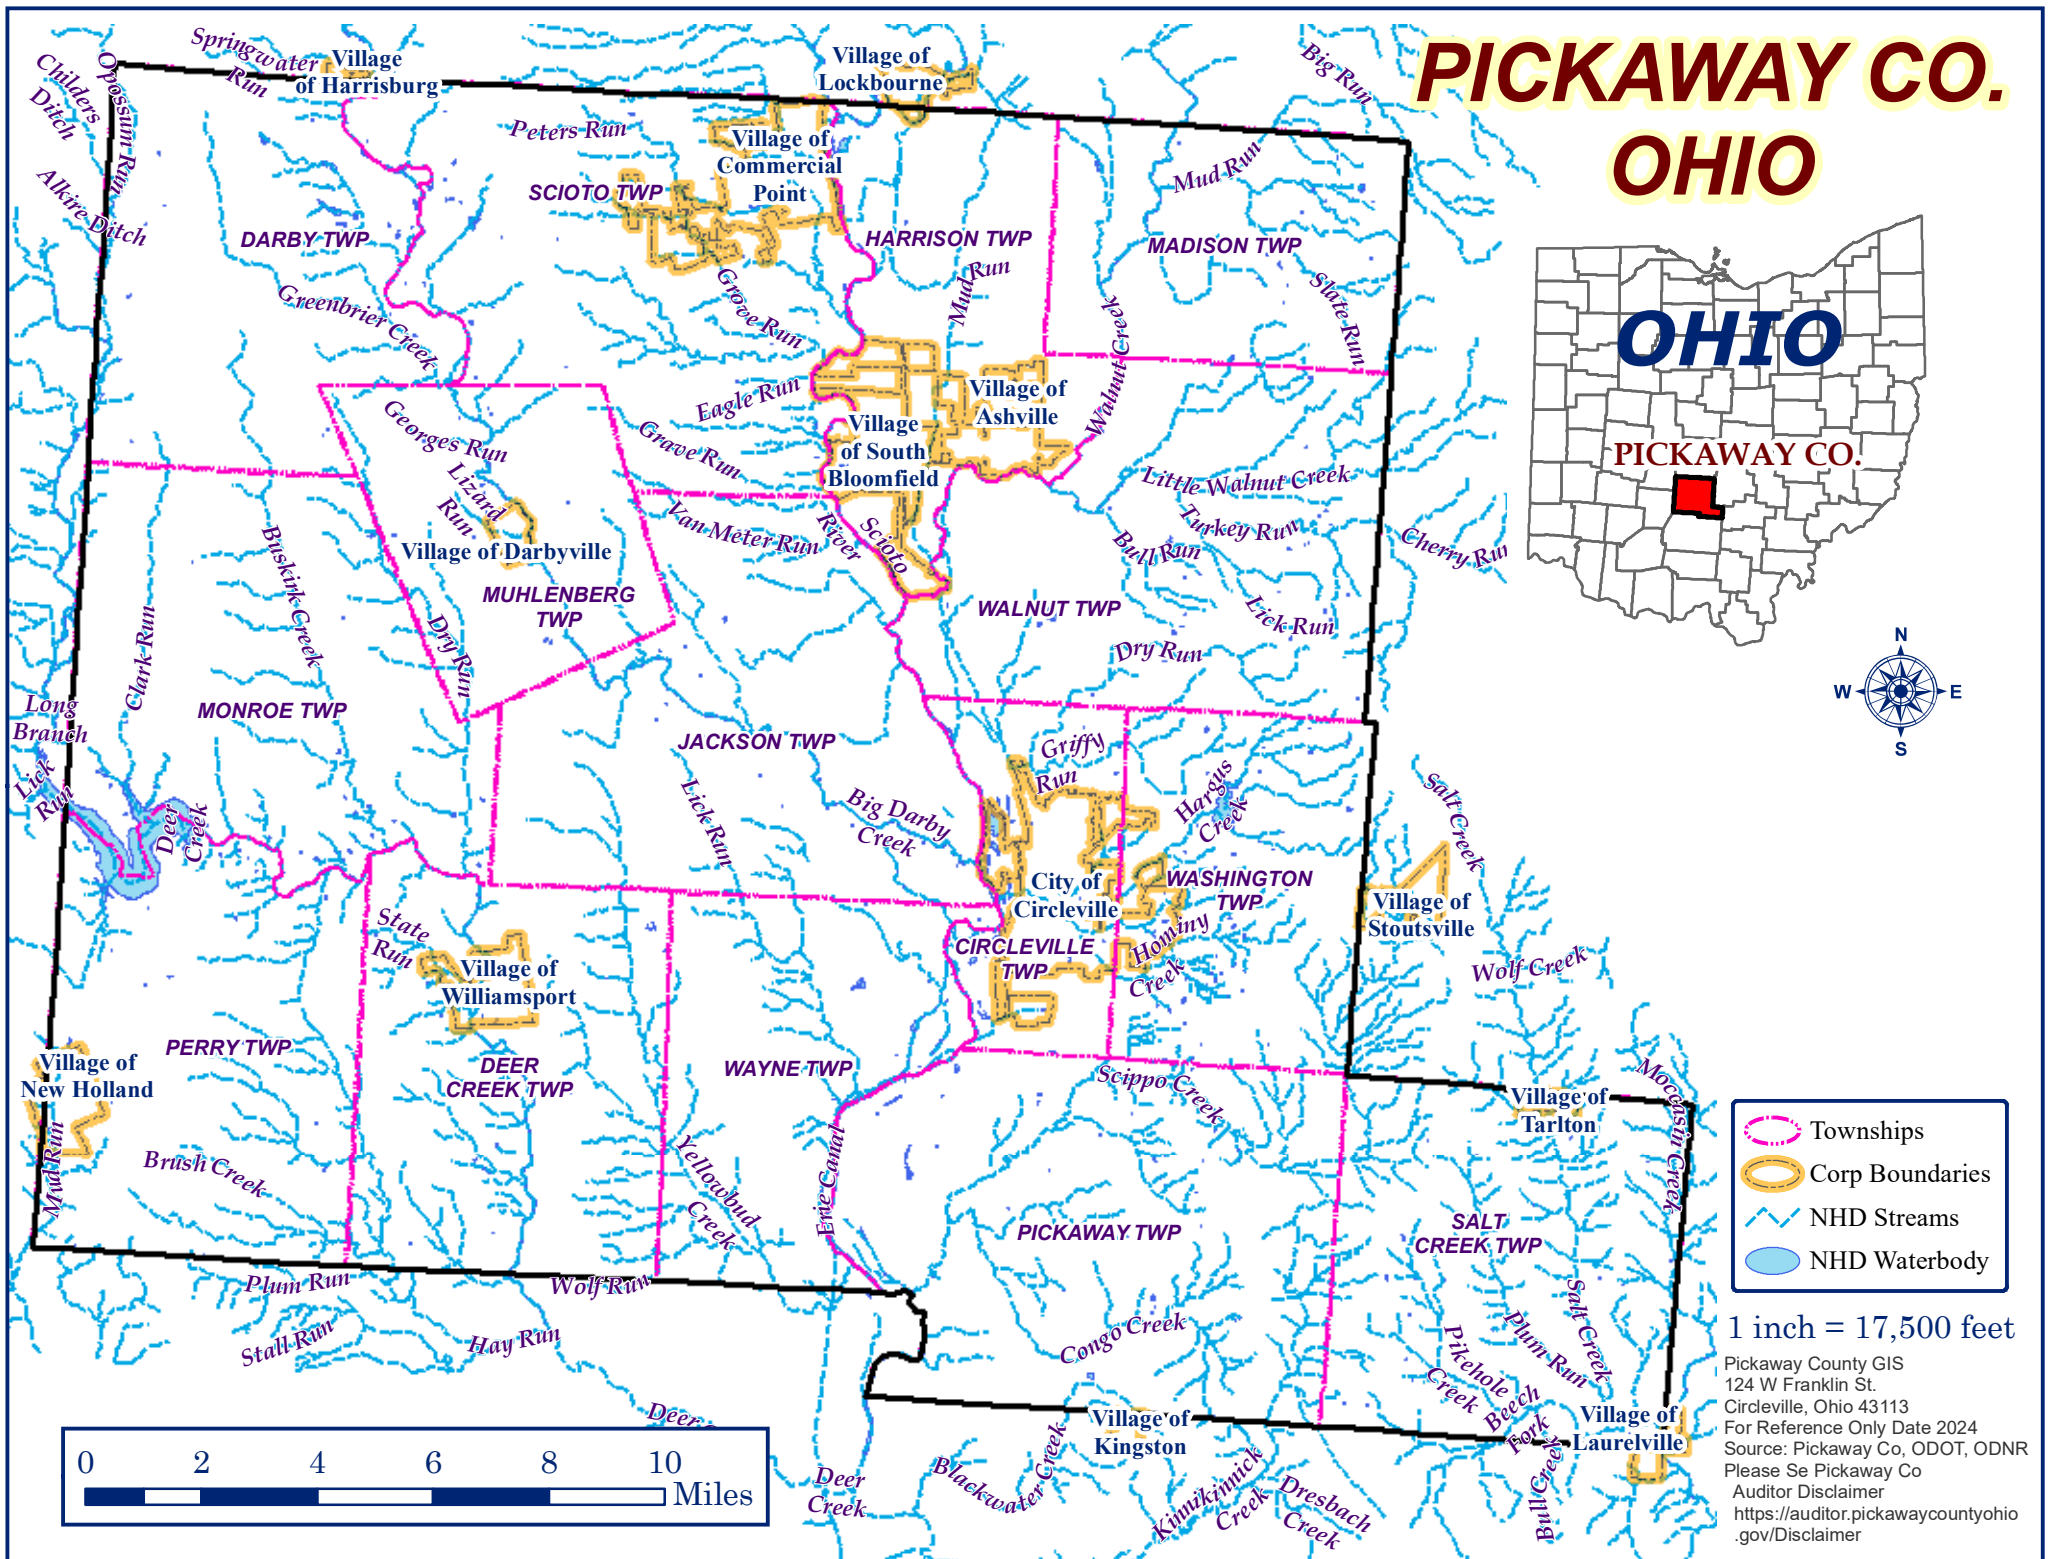 PICKAWAY CO.
OHIO
Springwater
Run
Village
of Harrisburg
Village of
Lockbourne
Big Run
Childers
Ditch
Opossum Run
Peters Run
Village of
Commercial
Point
Mud Run
Alkire Ditch
SCIOTO TWP
DARBY TWP
HARRISON TWP
MADISON TWP
Greenbrier Creek
Grove Run
Mud Run
Slate Run
Walnut Creek
OHIO
PICKAWAY CO.
Eagle Run
Village of
Ashville
Georges Run
Grave Run
Village
of South
Bloomfield
Lizard
Run
Little Walnut Creek
Turkey Run
Bull Run
Cherry Run
Van Meter Run
Scioto
River
Village of Darbyville
Buskirk Creek
MUHLENBERG
TWP
WALNUT TWP
Lick Run
Clark Run
Dry Run
Dry Run
N
W
E
S
Long
Branch
MONROE TWP
JACKSON TWP
Griffy
Run
Hargus
Creek
Lick
Run
Deer
Creek
Lick Run
Big Darby
Creek
Salt Creek
City of
Circleville
WASHINGTON
TWP
Village of
Stoutsville
State
Run
CIRCLEVILLE
TWP
Hominy
Creek
Village of
Williamsport
Wolf Creek
Village of
New Holland
PERRY TWP
DEER
CREEK TWP
WAYNE TWP
Scippo Creek
Village of
Tarlton
Moccasin Creek
Mud Run
Brush Creek
Yellowbud
Creek
Erie Canal
PICKAWAY TWP
SALT
CREEK TWP
Townships
Corp Boundaries
NHD Streams
NHD Waterbody
Plum Run
Wolf Run
Stall Run
Hay Run
Congo Creek
Pikehole
Creek
Plum Run
Salt Creek
Beech
Fork
1 inch = 17,500 feet
Pickaway County GIS
124 W Franklin St.
Circleville, Ohio 43113
For Reference Only Date 2024
Source: Pickaway Co, ODOT, ODNR
Please Se Pickaway Co
Auditor Disclaimer
https://auditor.pickawaycountyohio
.gov/Disclaimer
Deer
Village of
Kingston
Village of
Laurelville
0 2 4 6 8 10
Miles
Deer
Creek
Blackwater Creek
Kinnikinnick
Creek
Dresbach
Creek
Bull Creek